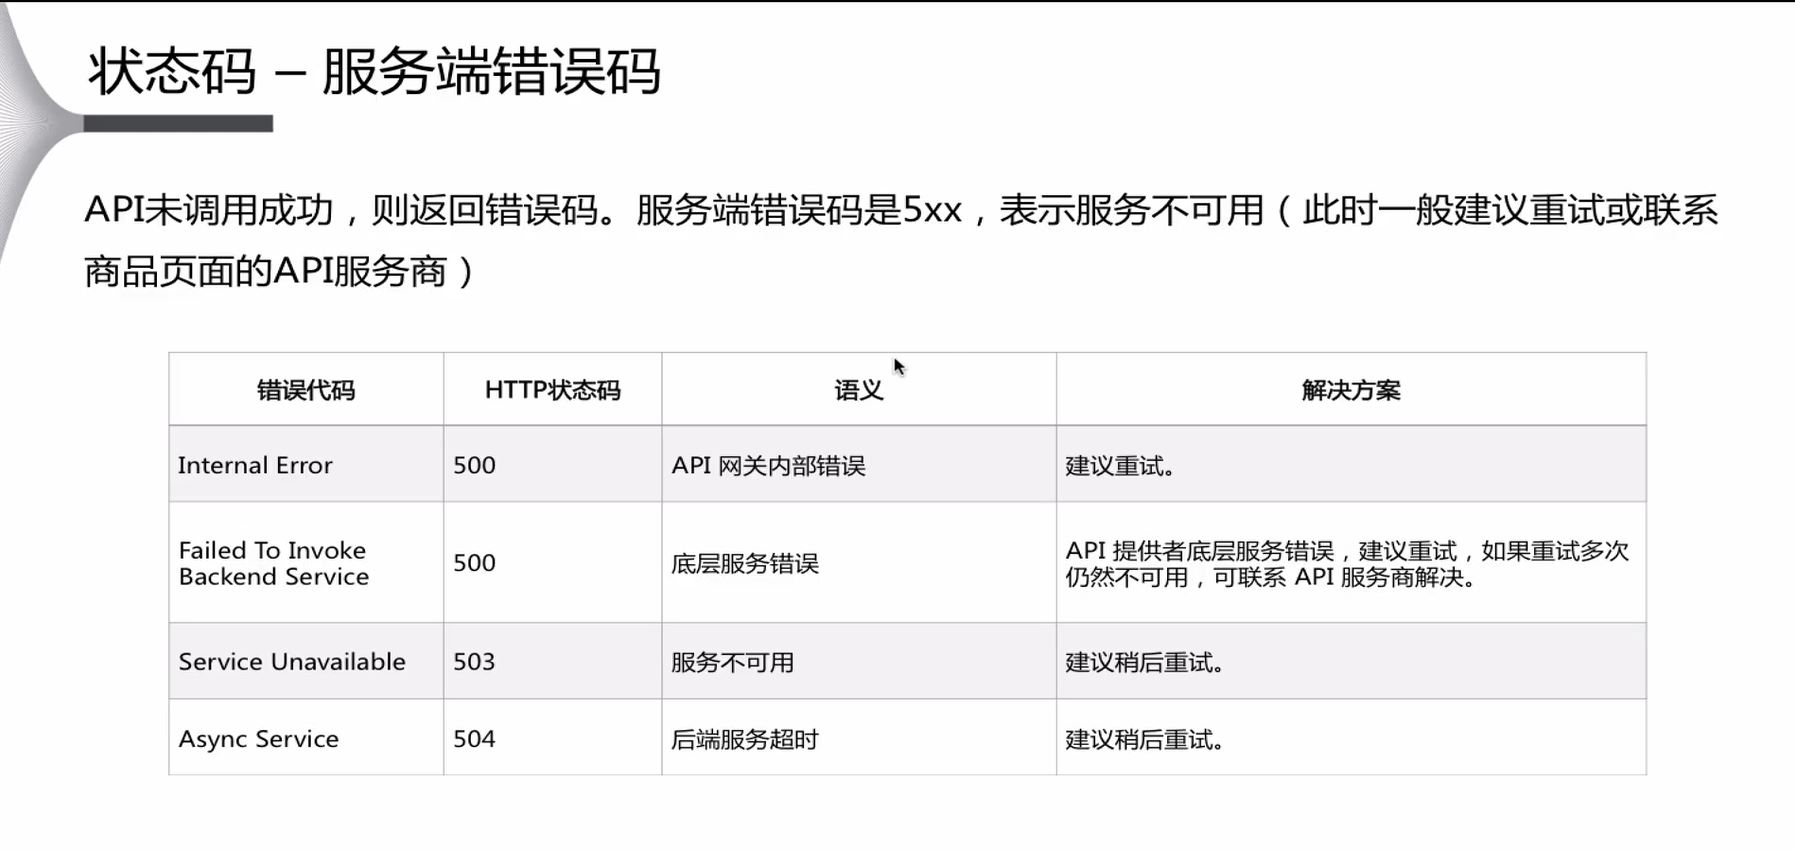 状态码 – 服务端错误码
API未调用成功，则返回错误码。服务端错误码是5xx，表示服务不可用（此时一般建议重试或联系
商品页面的API服务商）
错误代码 HTTP状态码 语义 解决方案
Internal Error 500 API 网关内部错误 建议重试。
Failed To Invoke
Backend Service
500
底层服务错误
API 提供者底层服务错误，建议重试，如果重试多次
仍然不可用，可联系 API 服务商解决。
Service Unavailable 503 服务不可用 建议稍后重试。
Async Service 504 后端服务超时 建议稍后重试。